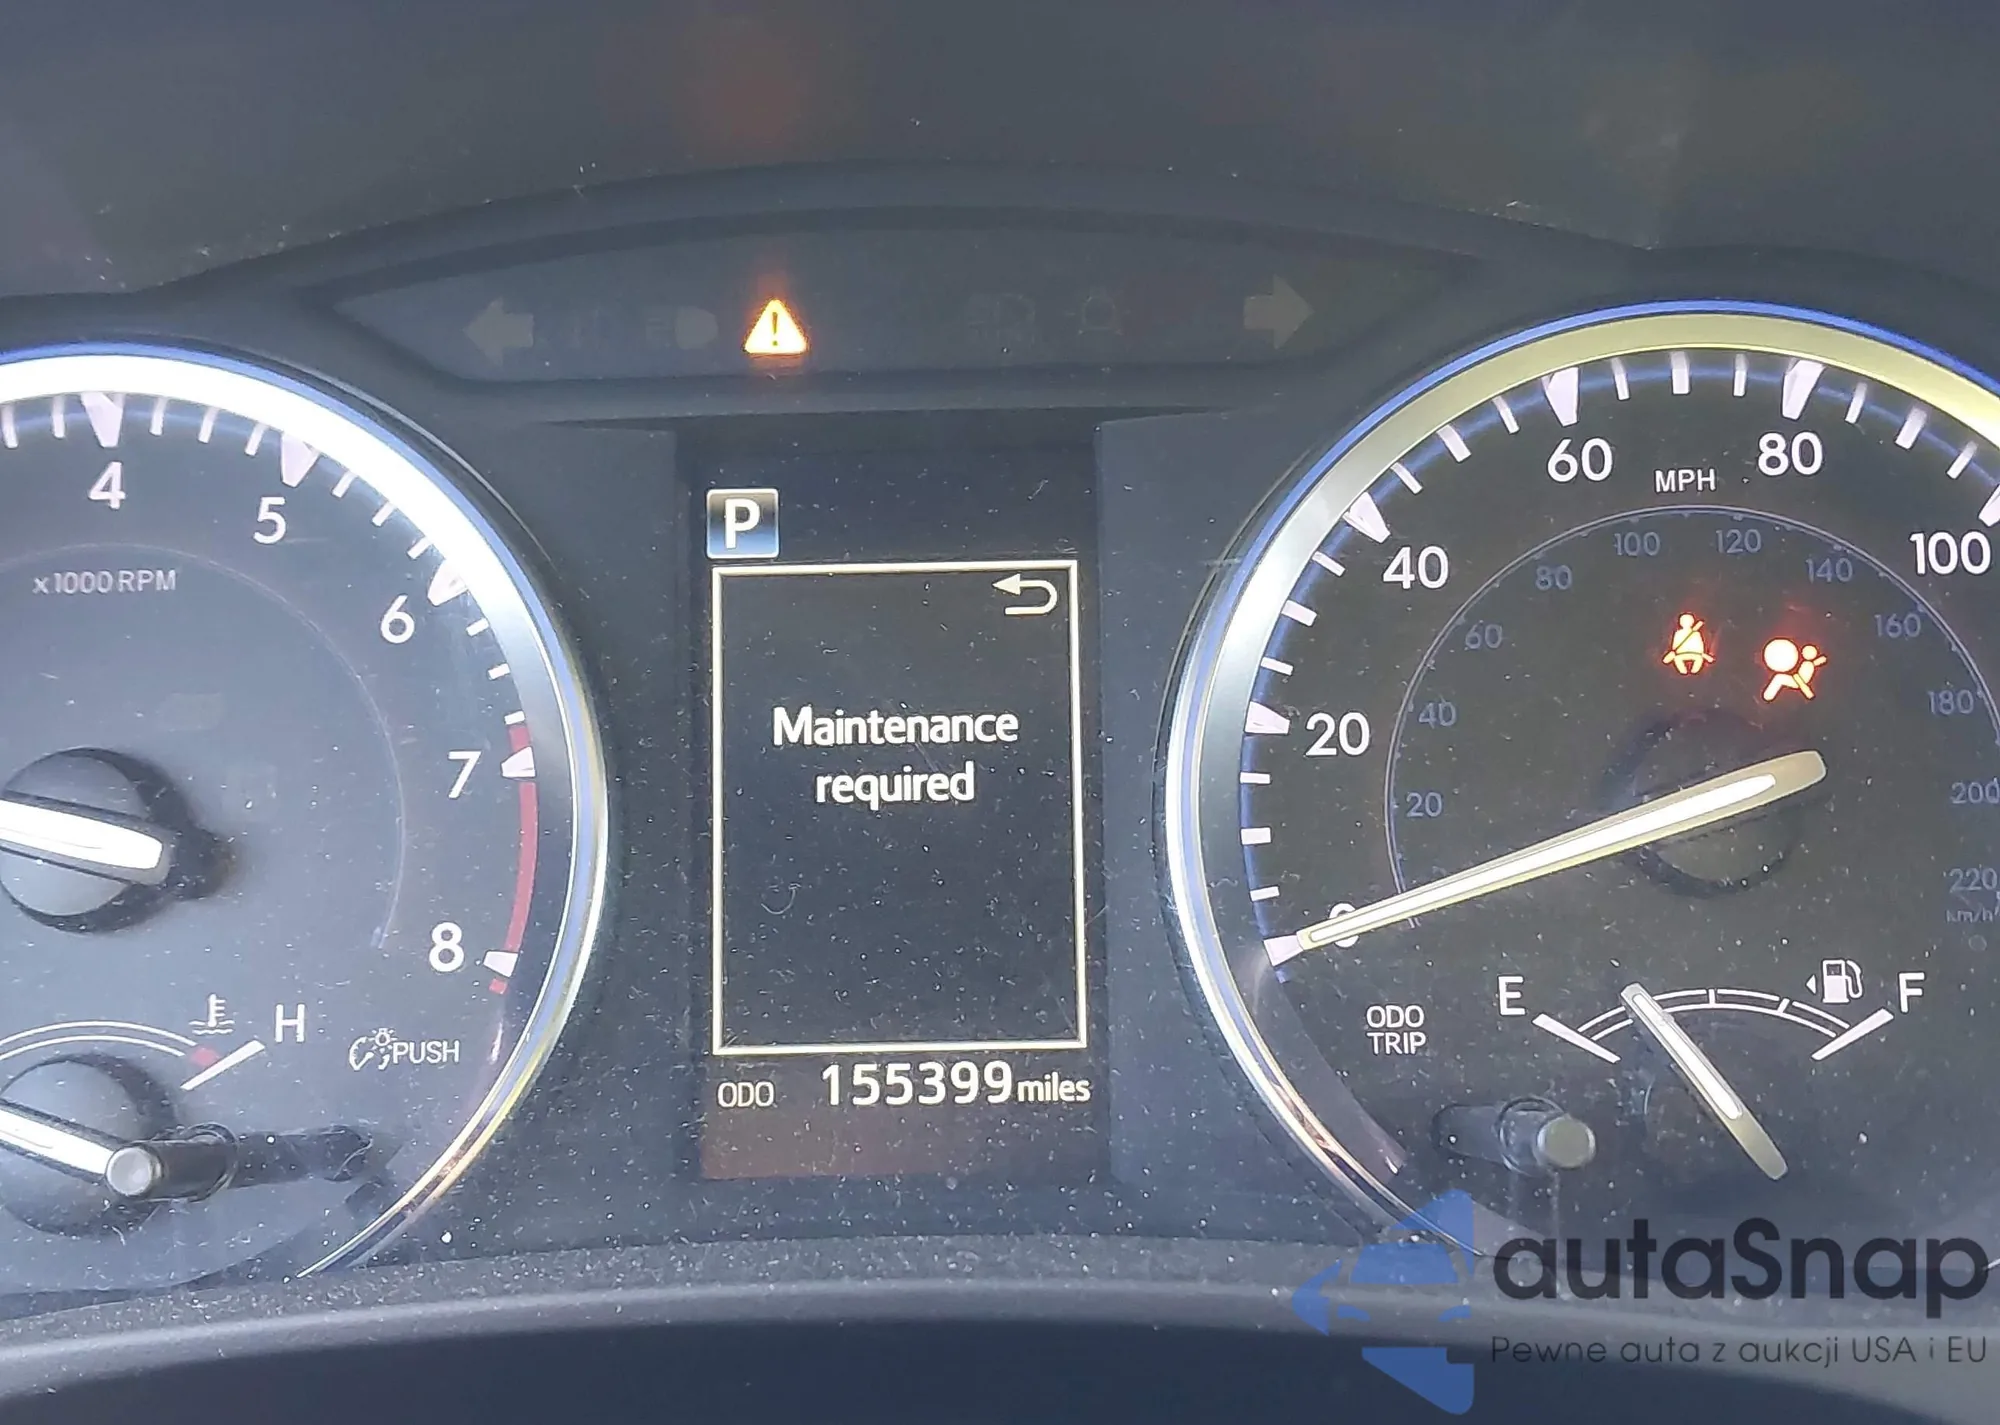 4
5
6
7
8
x1000 RPM
H
PUSH
P
Maintenance
required
ODO 155399 miles
0
20
40
60
80
100
MPH
20
40
60
80
100
120
140
160
180
200
220
km/h
ODO
TRIP
E
F
autaSnap
Pewne auta z aukcji USA i EU